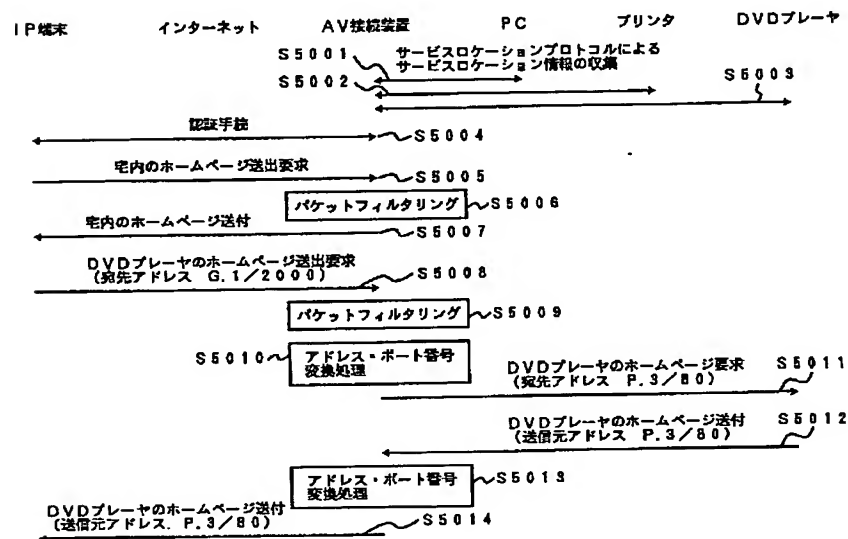 IP端末 インターネット AV接続装置 PC プリンタ DVDプレーヤ
S5001 サービスロケーションプロトコルによる
サービスロケーション情報の収集
S5002
S5003
認証手続
S5004
宅内のホームページ送出要求
S5005
パケットフィルタリング S5006
宅内のホームページ送付
S5007
DVDプレーヤのホームページ送出要求
(宛先アドレス G.1/2000)
S5008
パケットフィルタリング S5009
S5010 アドレス・ポート番号
変換処理
DVDプレーヤのホームページ要求
(宛先アドレス P.3/80)
S5011
DVDプレーヤのホームページ送付
(送信元アドレス P.3/80)
S5012
アドレス・ポート番号
変換処理
S5013
DVDプレーヤのホームページ送付
(送信元アドレス. P.3/80)
S5014